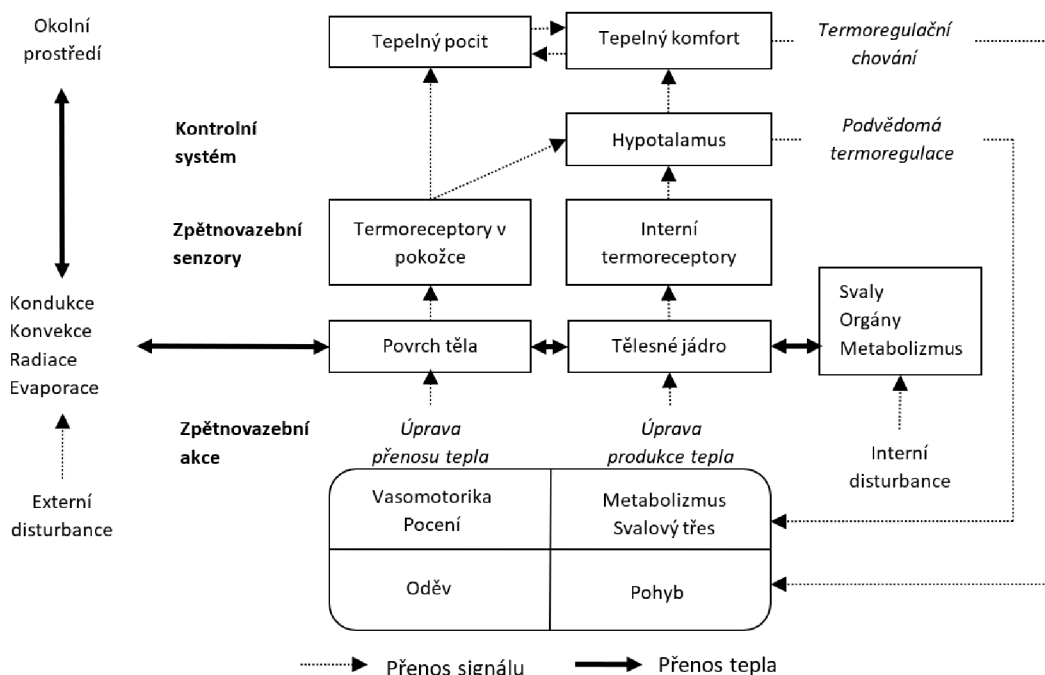 Okolní
prostředí
Tepelný pocit
Tepelný komfort
Termoregulační
chování
Kontrolní
systém
Hypotalamus
Podvědomá
termoregulace
Zpětnovazební
senzory
Termoreceptory v
pokožce
Interní
termoreceptory
Kondukce
Konvekce
Radiace
Evaporace
Povrch těla
Tělesné jádro
Svaly
Orgány
Metabolizmus
Zpětnovazební
akce
Úprava
přenosu tepla
Úprava
produkce tepla
Interní
disturbance
Externí
disturbance
Vasomotorika
Pocení
Metabolizmus
Svalový třes
Oděv
Pohyb
Přenos signálu
Přenos tepla